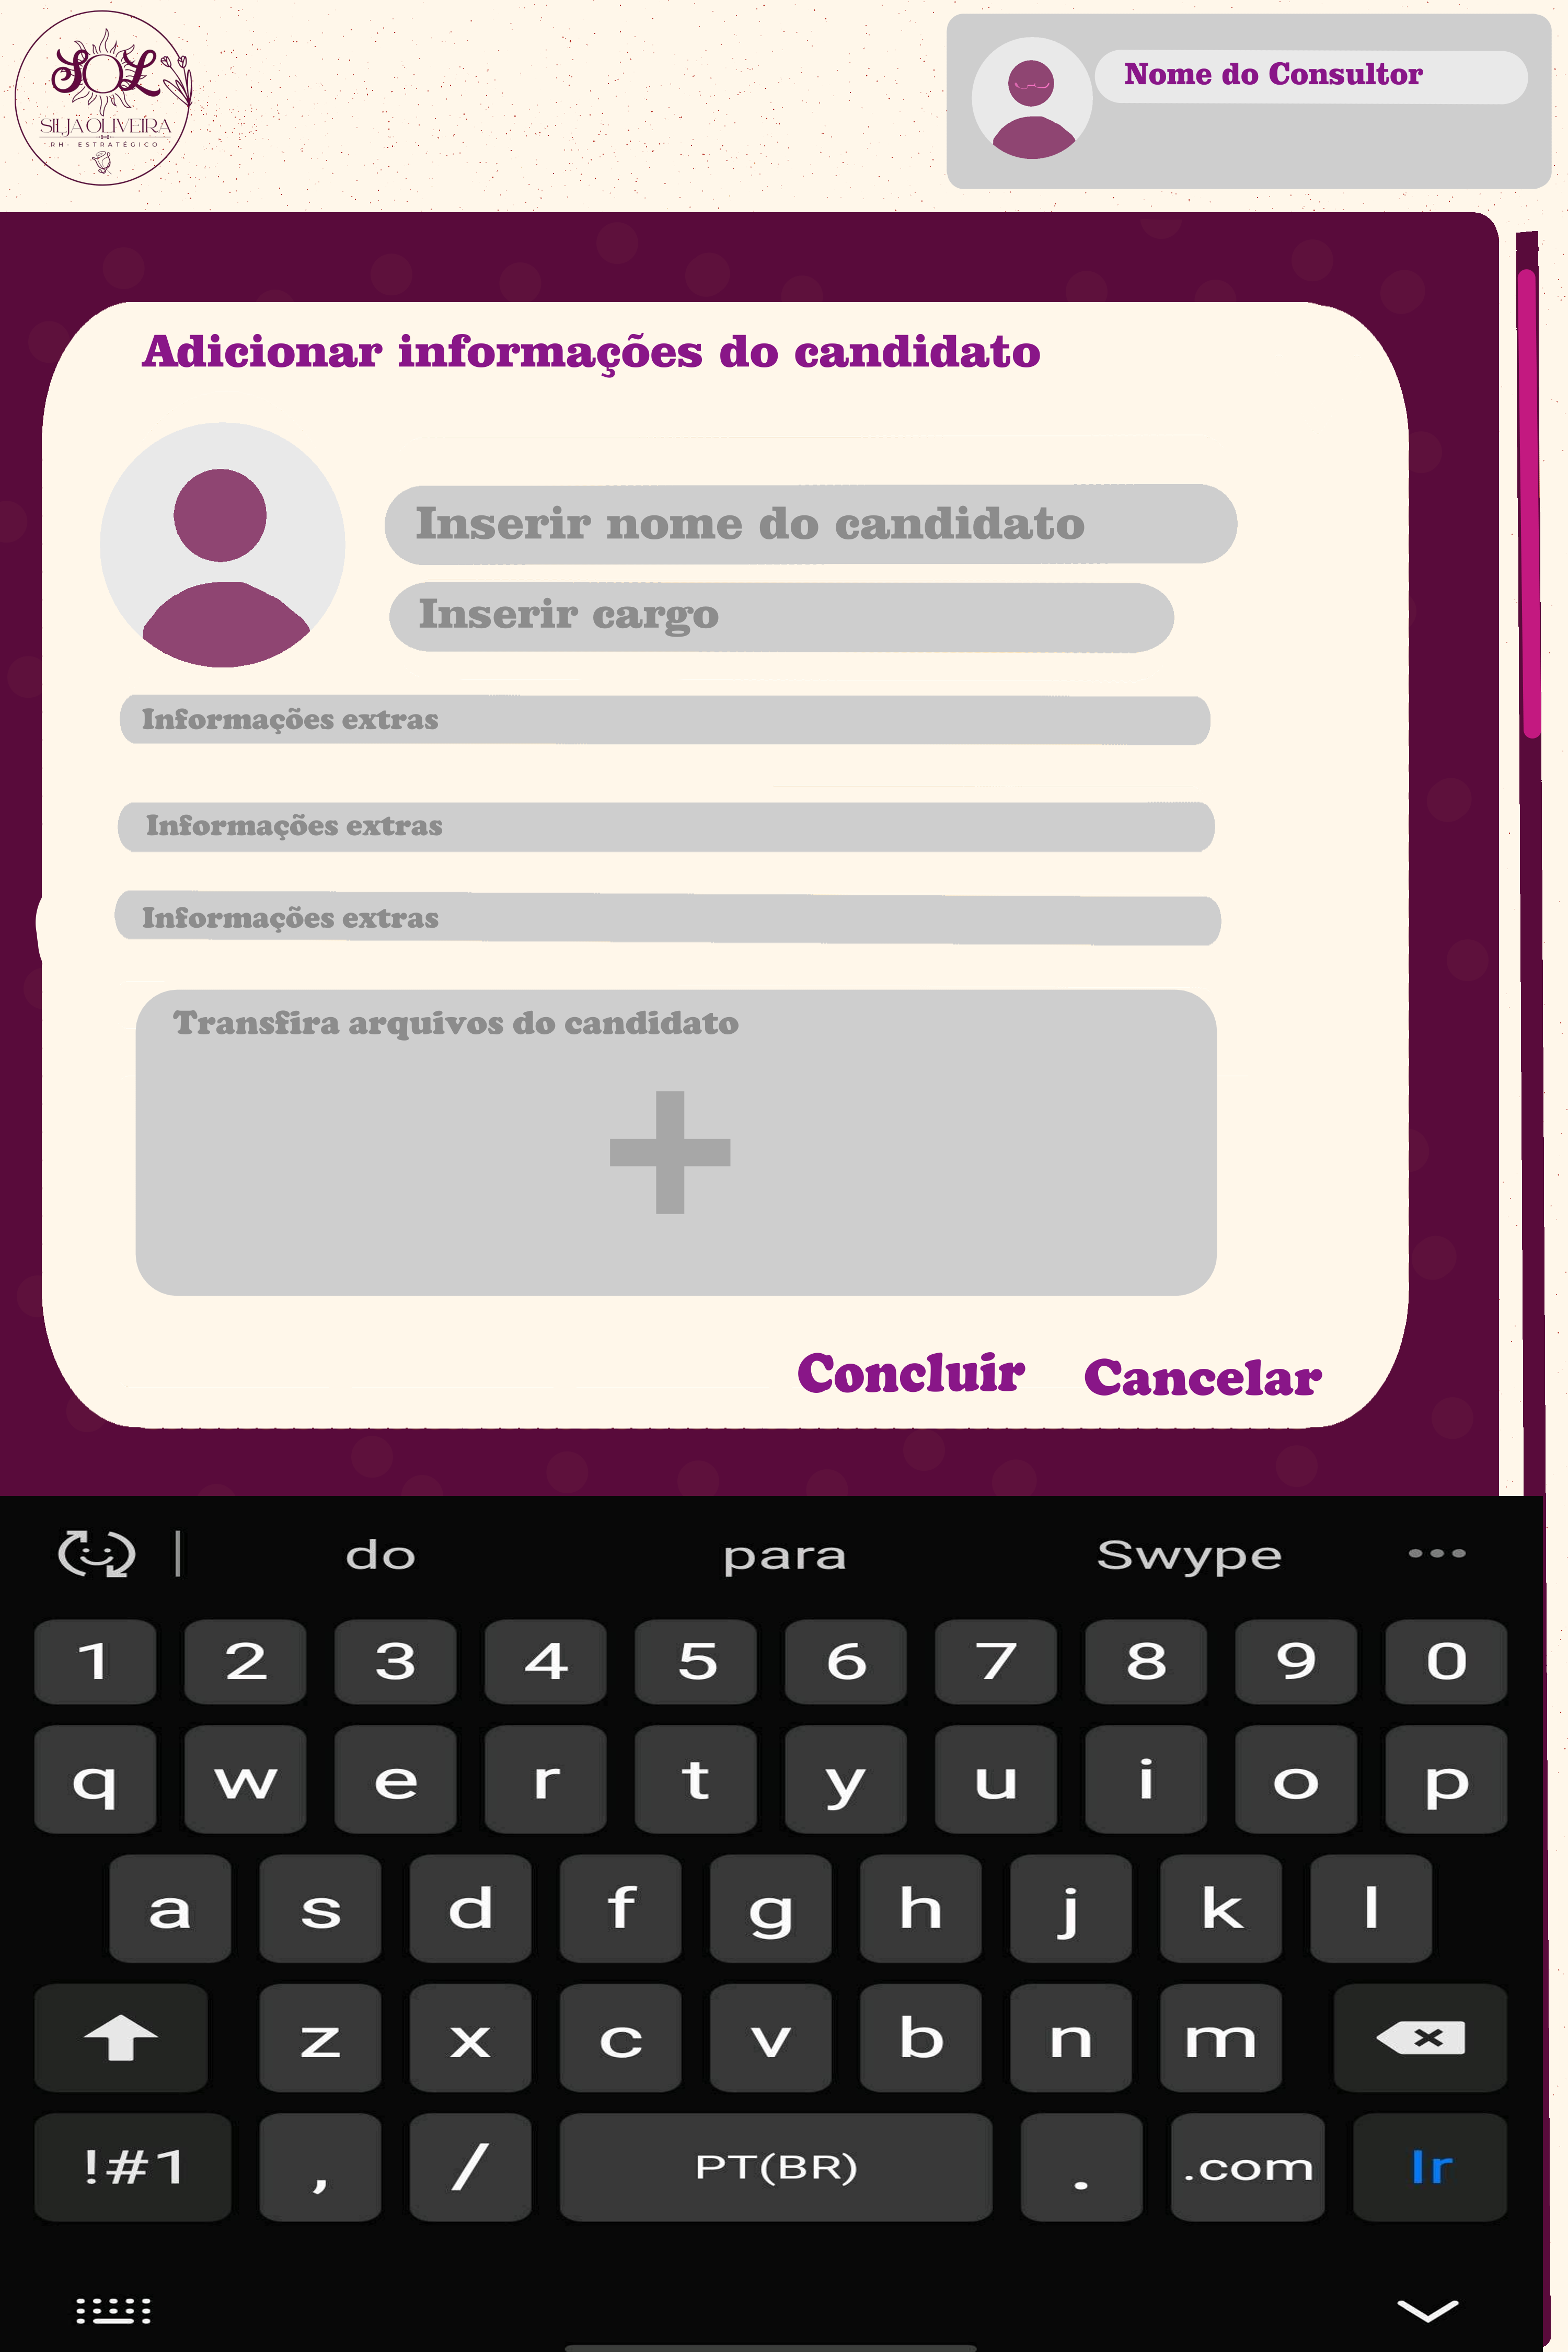 SOL
SILJA OLIVEIRA
RH- ESTRATÉGICO
Nome do Consultor
Adicionar informações do candidato
Inserir nome do candidato
Inserir cargo
Informações extras
Informações extras
Informações extras
Transfira arquivos do candidato
Concluir Cancelar
do para Swype
1 2 3 4 5 6 7 8 9 0
q w e r t y u i o p
a s d f g h j k l
z x c v b n m
!#1 , / PT(BR) . .com Ir